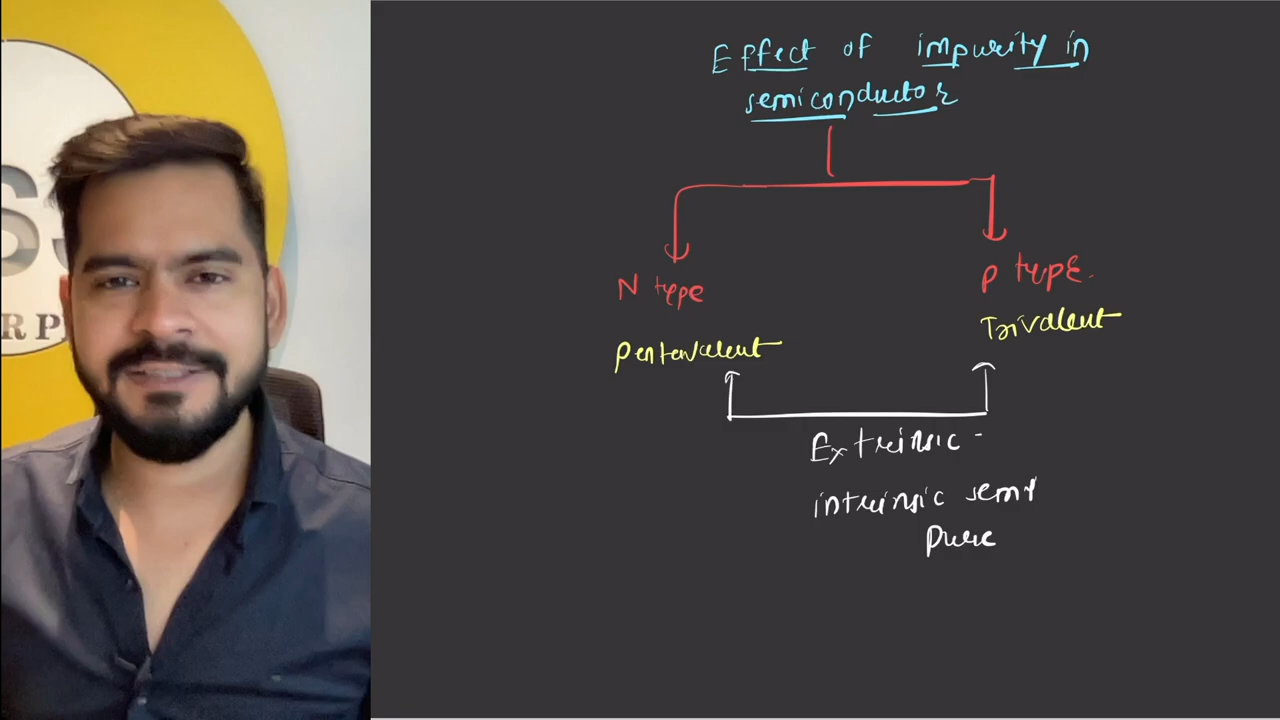 Effect of impurity in
semiconductor
N type
P type.
Trivalent
Pentavalent
Extrinsic -
intrinsic semi
pure
R P